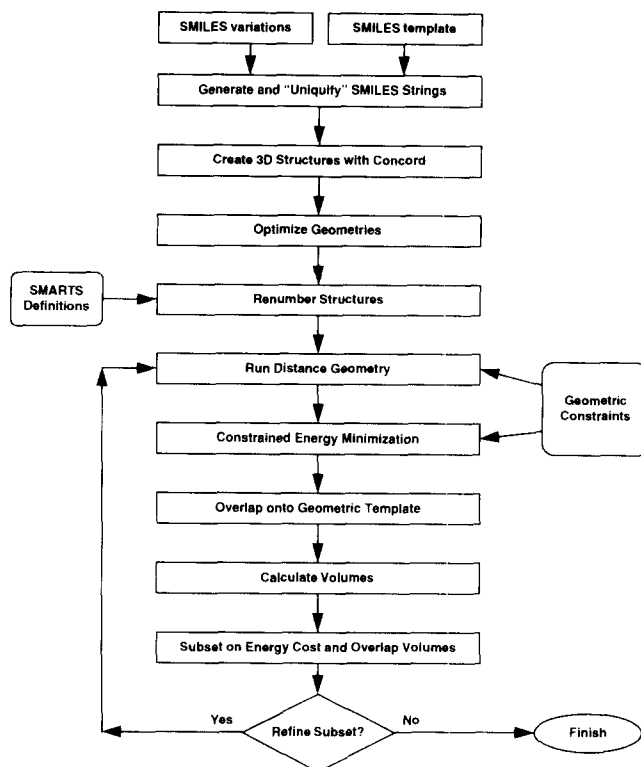 SMILES variations
SMILES template
Generate and "Uniquify" SMILES Strings
Create 3D Structures with Concord
Optimize Geometries
SMARTS
Definitions
Renumber Structures
Run Distance Geometry
Geometric
Constraints
Constrained Energy Minimization
Overlap onto Geometric Template
Calculate Volumes
Subset on Energy Cost and Overlap Volumes
Yes
Refine Subset?
No
Finish